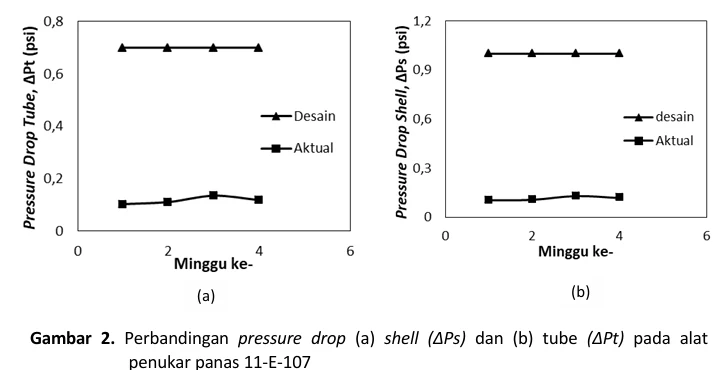 Pressure Drop Tube, ΔPt (psi)
0,8
0,6
0,4
0,2
0
0 2 4 6
Minggu ke-
Desain
Aktual
(a)
Pressure Drop Shell, ΔPs (psi)
1,2
0,9
0,6
0,3
0
0 2 4 6
Minggu ke-
desain
Aktual
(b)
Gambar 2. Perbandingan pressure drop (a) shell (ΔPs) dan (b) tube (ΔPt) pada alat
penukar panas 11-E-107